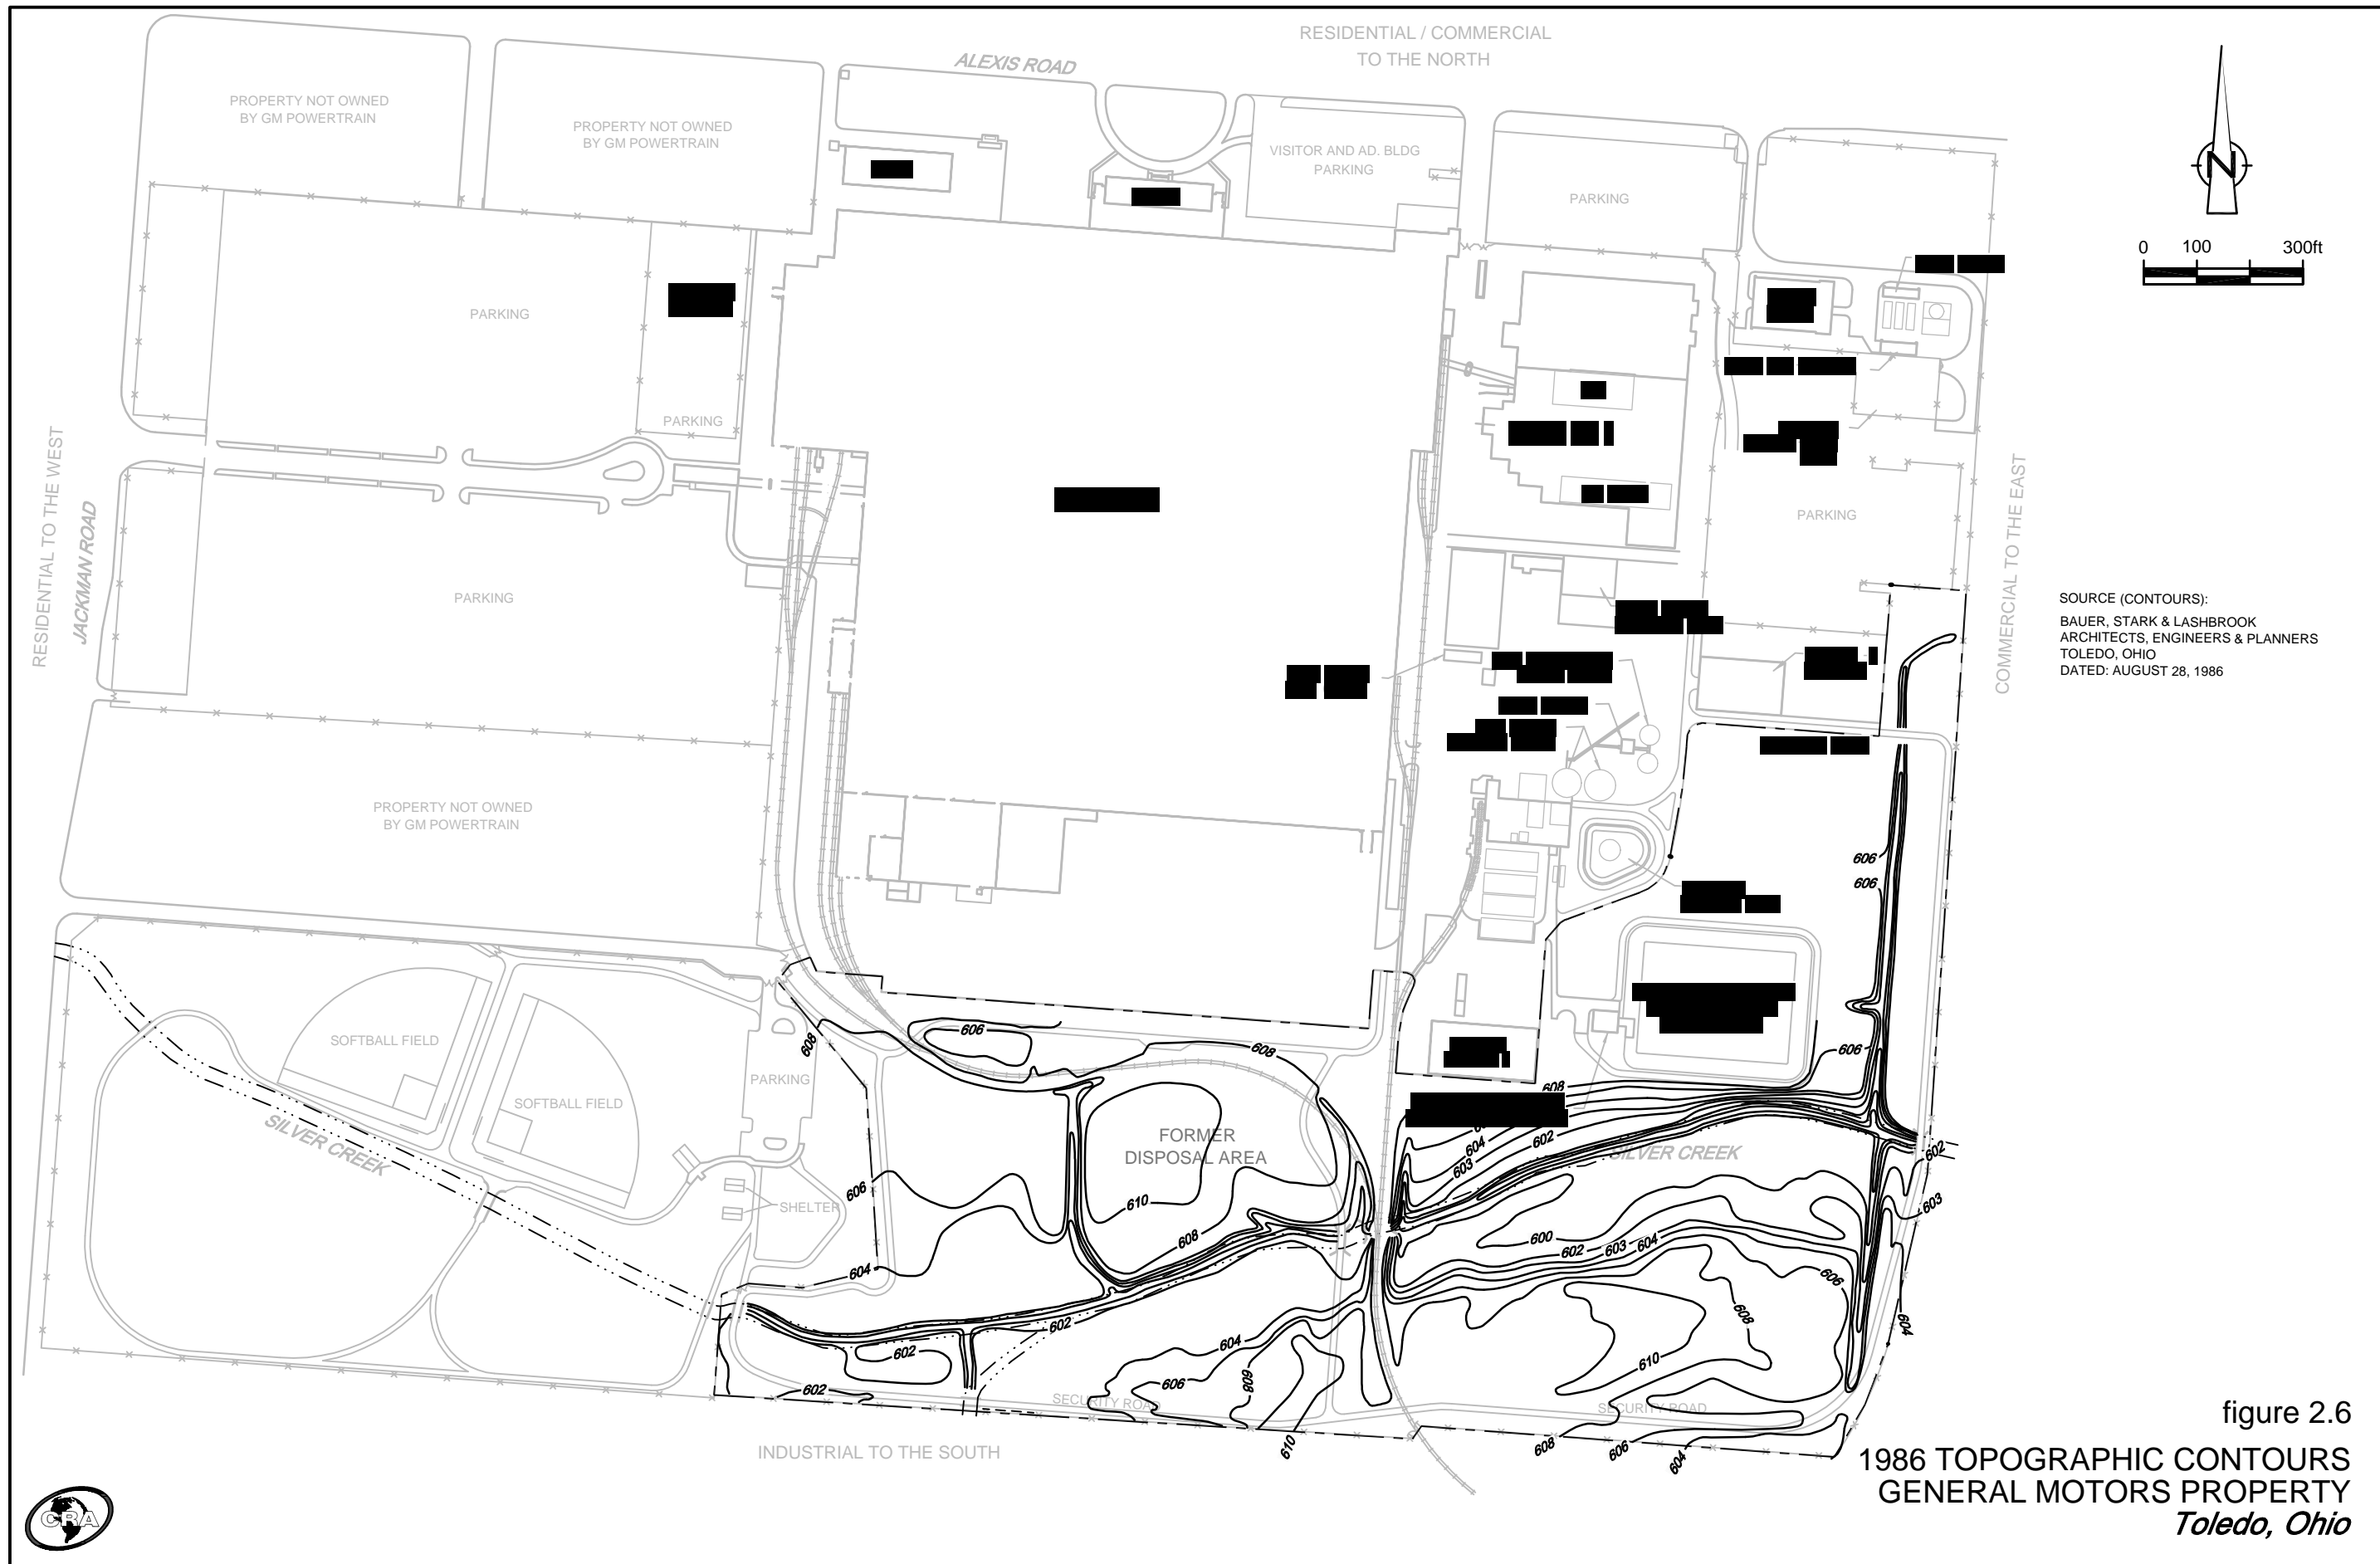 RESIDENTIAL / COMMERCIAL
TO THE NORTH
ALEXIS ROAD
PROPERTY NOT OWNED
BY GM POWERTRAIN
PROPERTY NOT OWNED
BY GM POWERTRAIN
VISITOR AND AD. BLDG
PARKING
PARKING
N
0 100 300ft
PARKING
PARKING
RESIDENTIAL TO THE WEST
JACKMAN ROAD
PARKING
COMMERCIAL TO THE EAST
PARKING
SOURCE (CONTOURS):
BAUER, STARK & LASHBROOK
ARCHITECTS, ENGINEERS & PLANNERS
TOLEDO, OHIO
DATED: AUGUST 28, 1986
PROPERTY NOT OWNED
BY GM POWERTRAIN
606
606
SOFTBALL FIELD
606
608
608
606
PARKING
SOFTBALL FIELD
608
SILVER CREEK
FORMER
DISPOSAL AREA
604
602
603
SILVER CREEK
602
606
610
603
SHELTER
608
600
602
603
604
604
606
602
604
608
604
602
606
608
610
602
SECURITY ROAD
SECURITY ROAD
610
608
606
604
INDUSTRIAL TO THE SOUTH
figure 2.6
1986 TOPOGRAPHIC CONTOURS
GENERAL MOTORS PROPERTY
Toledo, Ohio
CRA